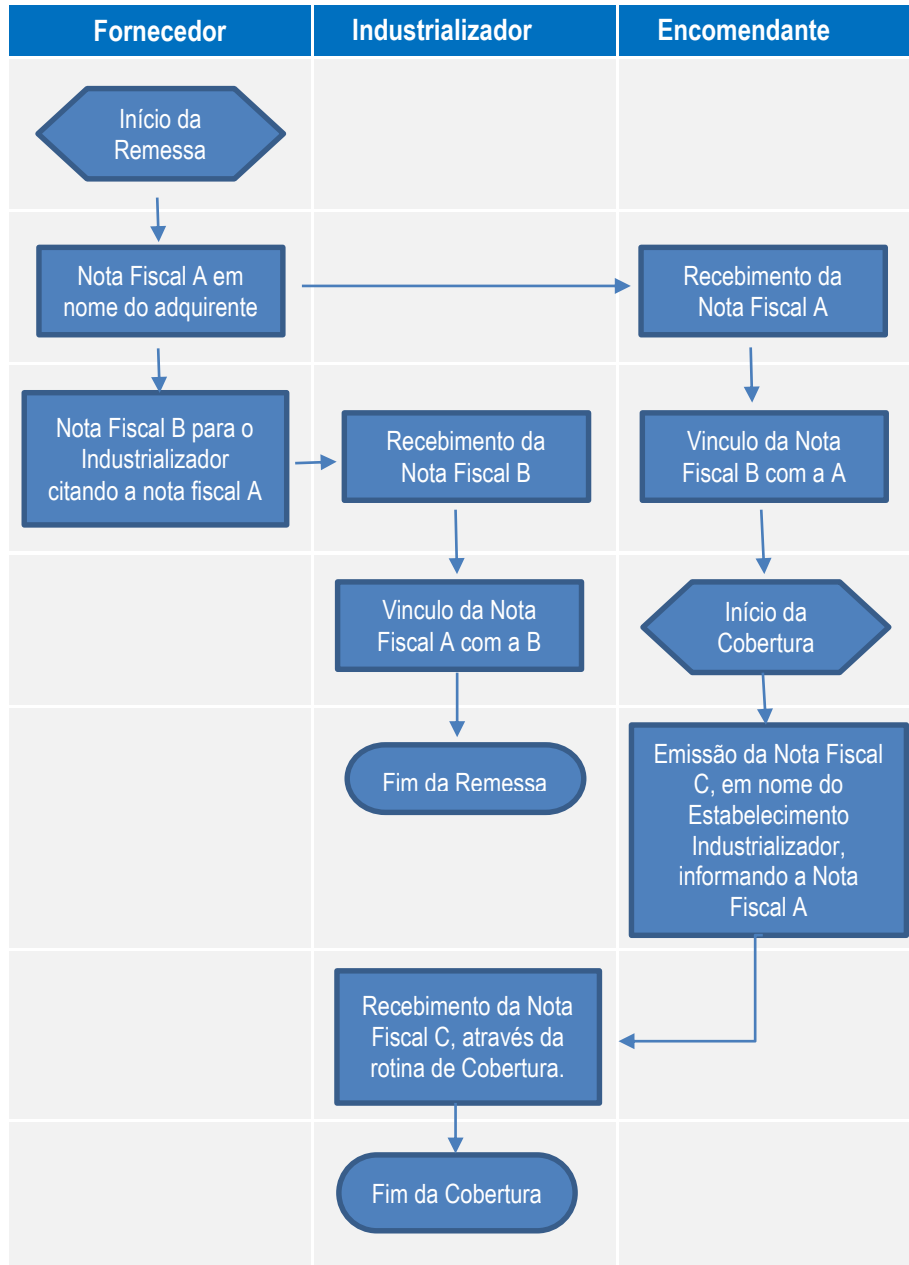 Fornecedor
Industrializador
Encomendante
Início da
Remessa
Nota Fiscal A em
nome do adquirente
Recebimento da
Nota Fiscal A
Nota Fiscal B para o
Industrializador
citando a nota fiscal A
Recebimento da
Nota Fiscal B
Vinculo da Nota
Fiscal B com a A
Vinculo da Nota
Fiscal A com a B
Início da
Cobertura
Fim da Remessa
Emissão da Nota Fiscal
C, em nome do
Estabelecimento
Industrializador,
informando a Nota
Fiscal A
Recebimento da Nota
Fiscal C, através da
rotina de Cobertura.
Fim da Cobertura